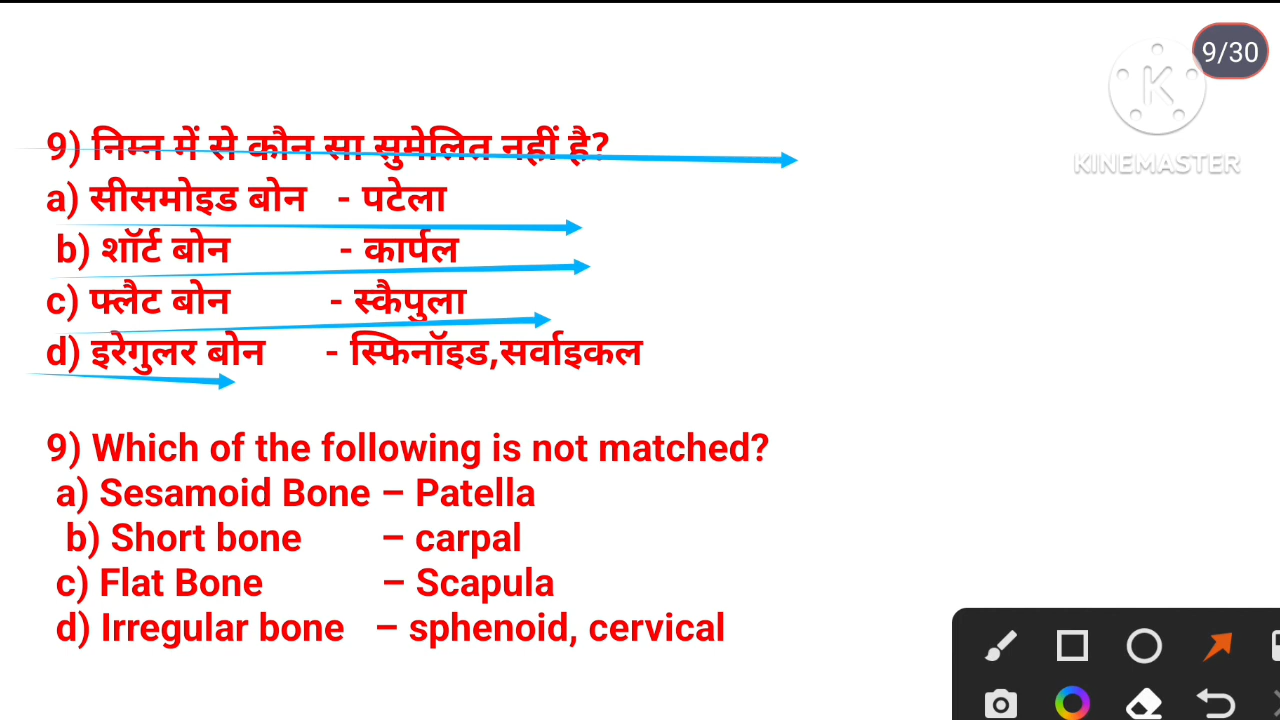 9/30
KINEMASTER
9) निम्न में से कौन सा सुमेलित नहीं है?
a) सीसमोइड बोन - पटेला
b) शॉर्ट बोन - कार्पल
c) फ्लैट बोन - स्कैपुला
d) इरेगुलर बोन - स्फिनॉइड,सर्वाइकल
9) Which of the following is not matched?
a) Sesamoid Bone – Patella
b) Short bone – carpal
c) Flat Bone – Scapula
d) Irregular bone – sphenoid, cervical